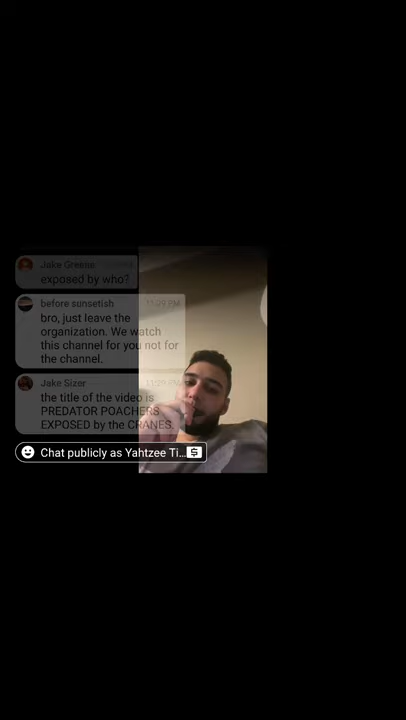 Jake Greens
exposed by who?
before sunsetish 11:29 PM
bro, just leave the
organization. We watch
this channel for you not for
the channel.
Jake Sizer 11:29 PM
the title of the video is
PREDATOR POACHERS
EXPOSED by the CRANES.
Chat publicly as Yahtzee Ti...